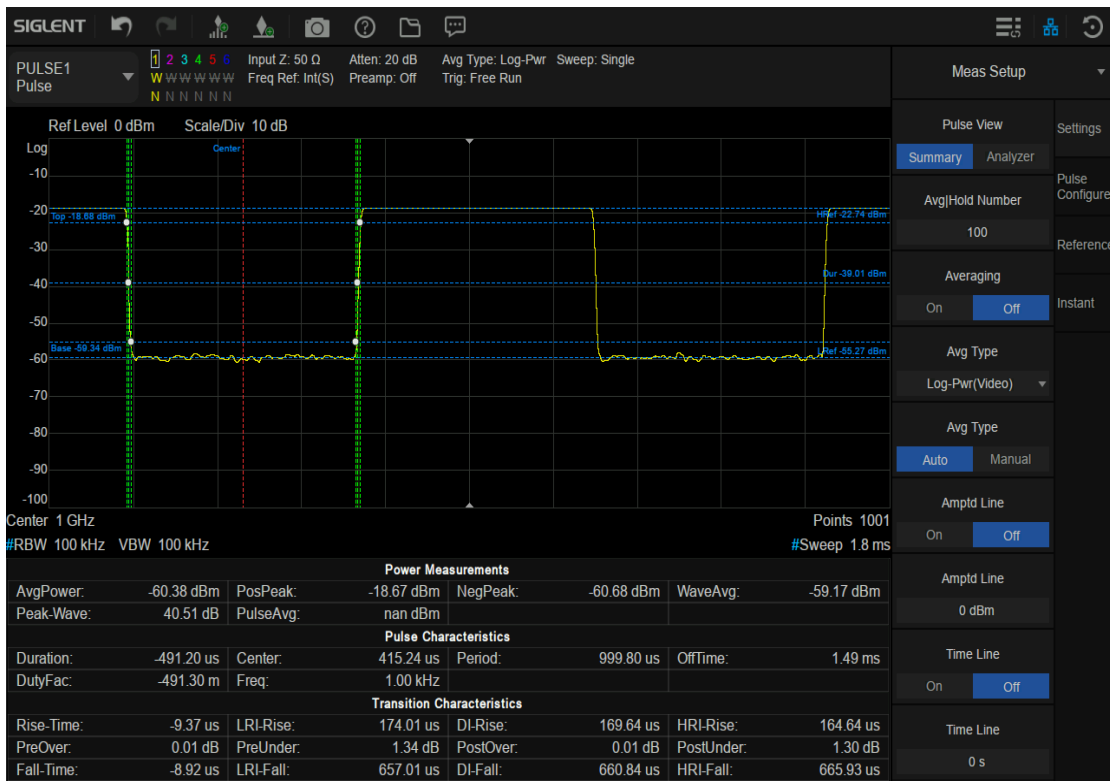 SIGLENT
PULSE1
Pulse
1 2 3 4 5 6
W W W W W W
N N N N N N
Input Z: 50 Ω
Freq Ref: Int(S)
Atten: 20 dB
Preamp: Off
Avg Type: Log-Pwr
Trig: Free Run
Sweep: Single
Ref Level 0 dBm Scale/Div 10 dB
Log
-10
-20
-30
-40
-50
-60
-70
-80
-90
-100
Center
Top -18.68 dBm
HRef -22.74 dBm
Dur -39.01 dBm
Base -59.34 dBm
LRef -55.27 dBm
Center 1 GHz Points 1001
#RBW 100 kHz VBW 100 kHz #Sweep 1.8 ms
Power Measurements
AvgPower: -60.38 dBm PosPeak: -18.67 dBm NegPeak: -60.68 dBm WaveAvg: -59.17 dBm
Peak-Wave: 40.51 dB PulseAvg: nan dBm
Pulse Characteristics
Duration: -491.20 us Center: 415.24 us Period: 999.80 us OffTime: 1.49 ms
DutyFac: -491.30 m Freq: 1.00 kHz
Transition Characteristics
Rise-Time: -9.37 us LRI-Rise: 174.01 us DI-Rise: 169.64 us HRI-Rise: 164.64 us
PreOver: 0.01 dB PreUnder: 1.34 dB PostOver: 0.01 dB PostUnder: 1.30 dB
Fall-Time: -8.92 us LRI-Fall: 657.01 us DI-Fall: 660.84 us HRI-Fall: 665.93 us
Meas Setup
Pulse View
Summary Analyzer
Avg|Hold Number
100
Averaging
On Off
Avg Type
Log-Pwr(Video)
Avg Type
Auto Manual
Amptd Line
On Off
Amptd Line
0 dBm
Time Line
On Off
Time Line
0 s
Settings
Pulse
Configure
Reference
Instant